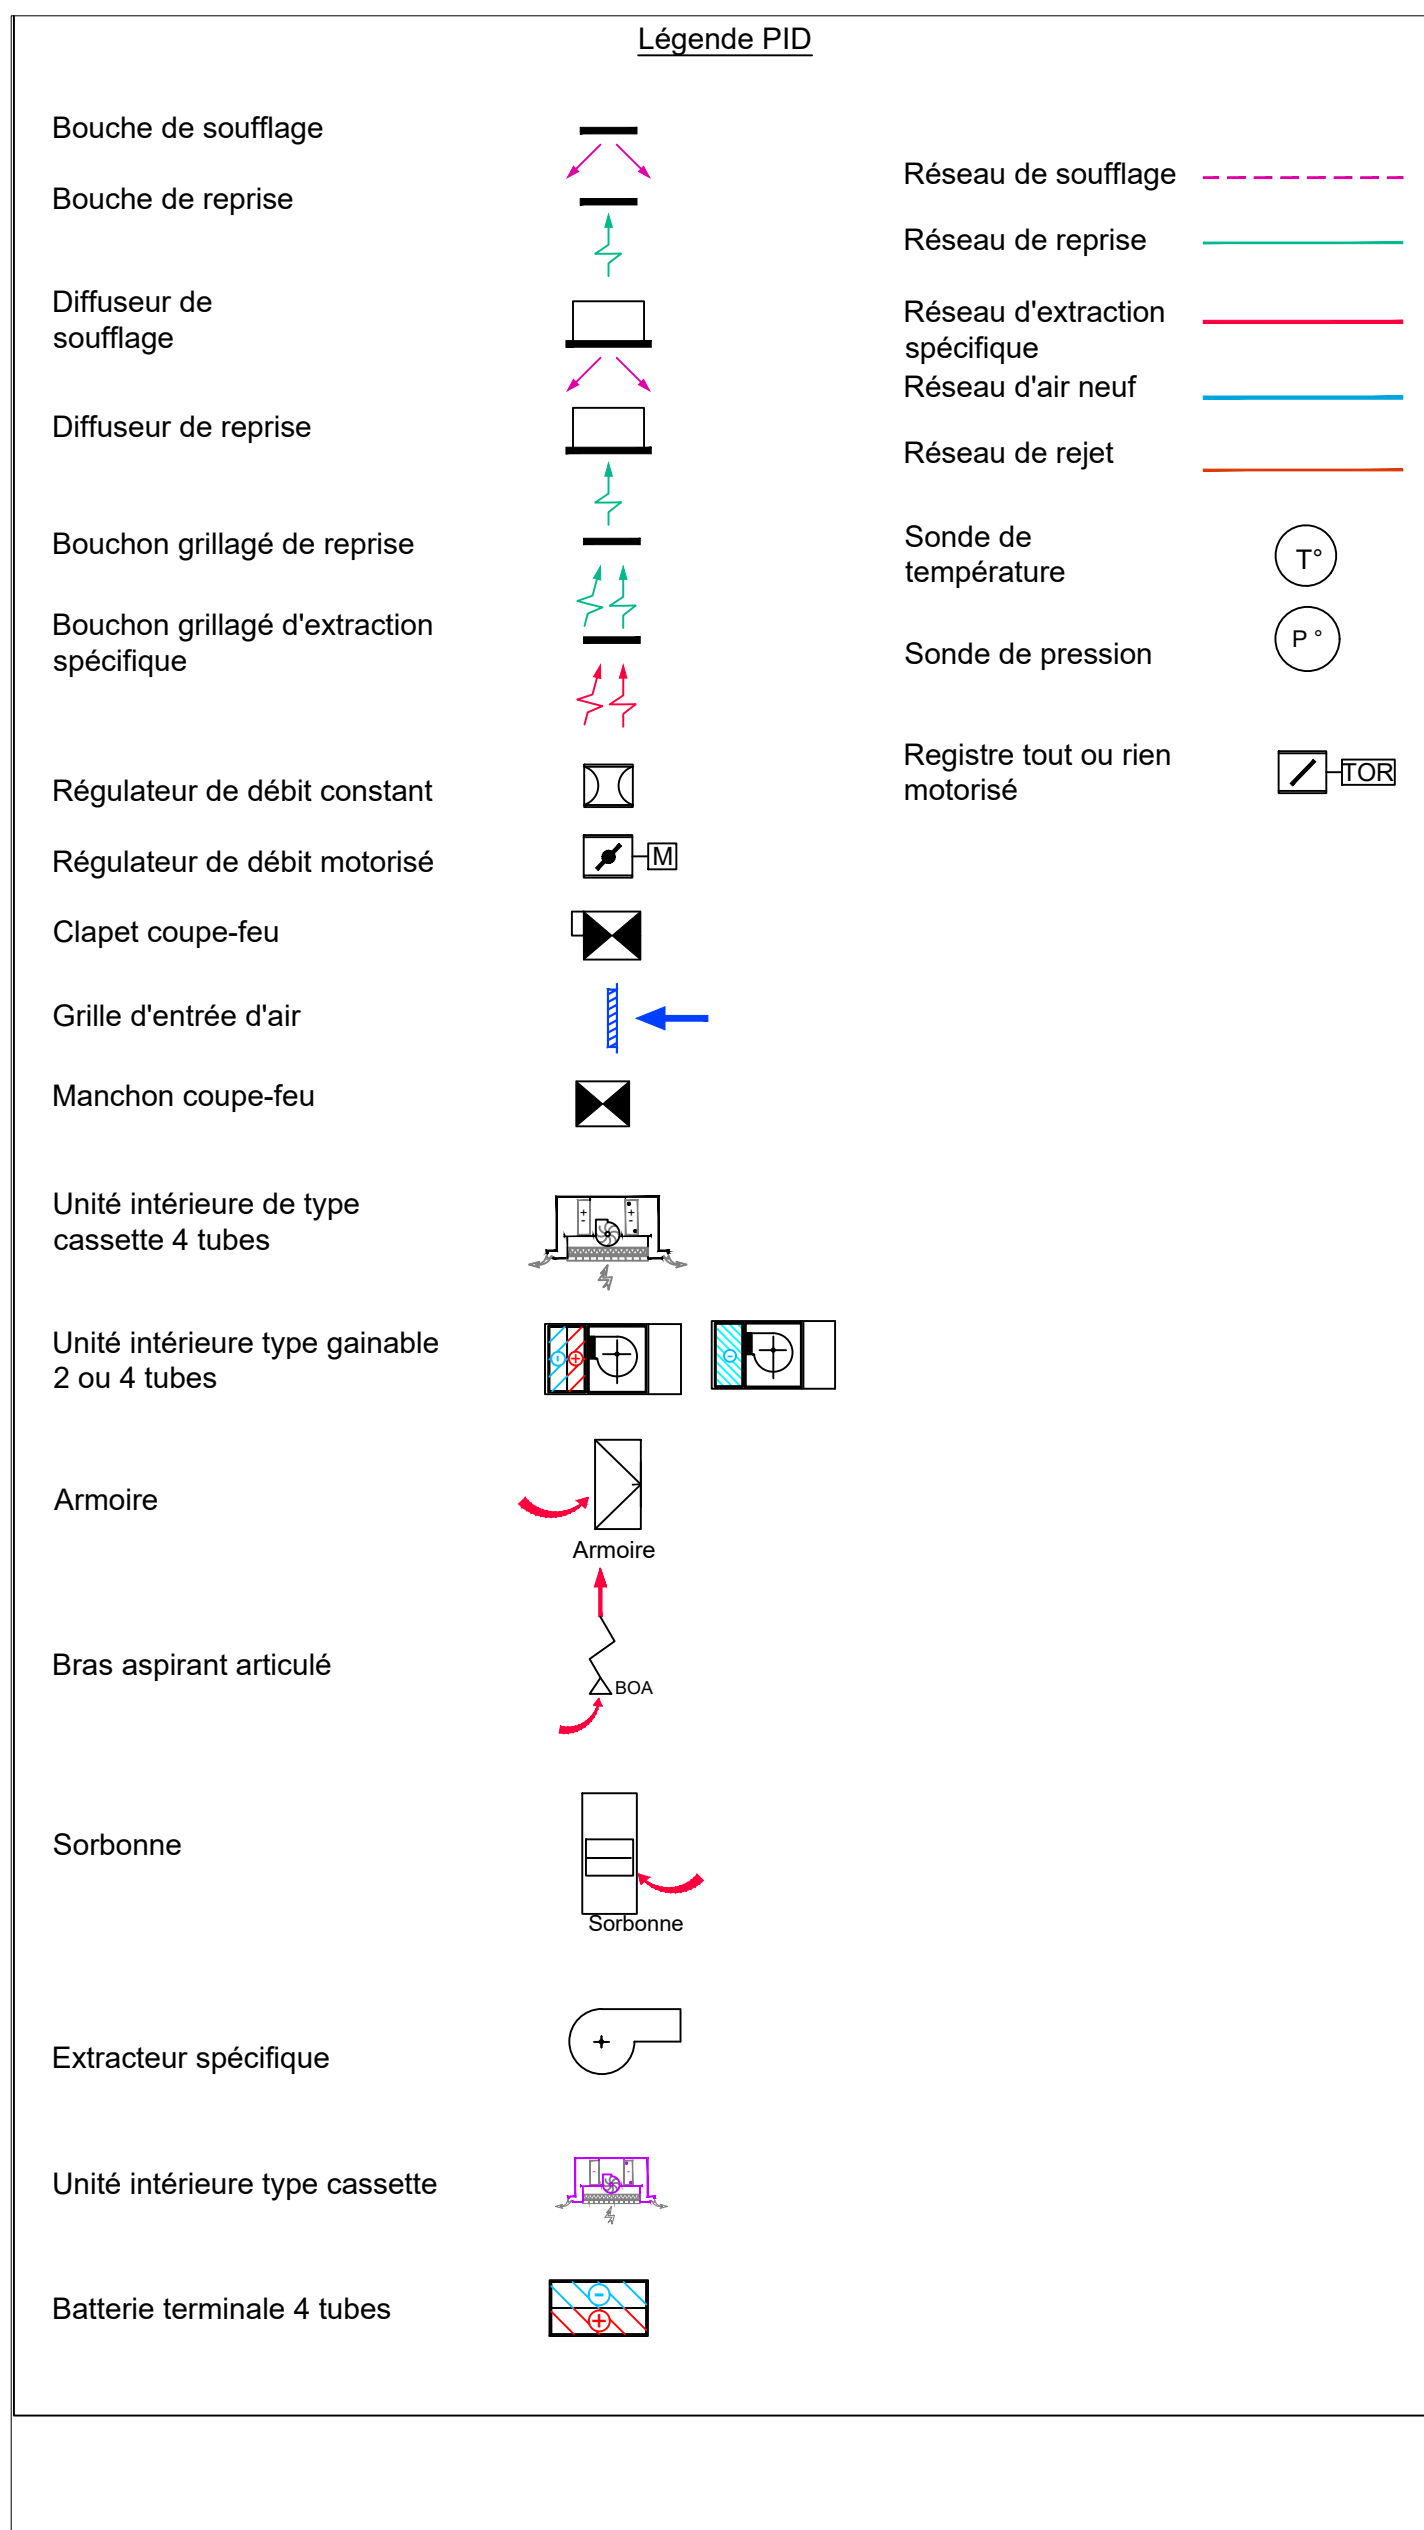 Légende PID
Bouche de soufflage
Bouche de reprise
Diffuseur de
soufflage
Diffuseur de reprise
Bouchon grillagé de reprise
Bouchon grillagé d'extraction
spécifique
Régulateur de débit constant
Régulateur de débit motorisé
M
Clapet coupe-feu
Grille d'entrée d'air
Manchon coupe-feu
Unité intérieure de type
cassette 4 tubes
Unité intérieure type gainable
2 ou 4 tubes
Armoire
Armoire
Bras aspirant articulé
BOA
Sorbonne
Sorbonne
Extracteur spécifique
Unité intérieure type cassette
Batterie terminale 4 tubes
Réseau de soufflage
Réseau de reprise
Réseau d'extraction
spécifique
Réseau d'air neuf
Réseau de rejet
Sonde de
température
T°
Sonde de pression
P °
Registre tout ou rien
motorisé
TOR